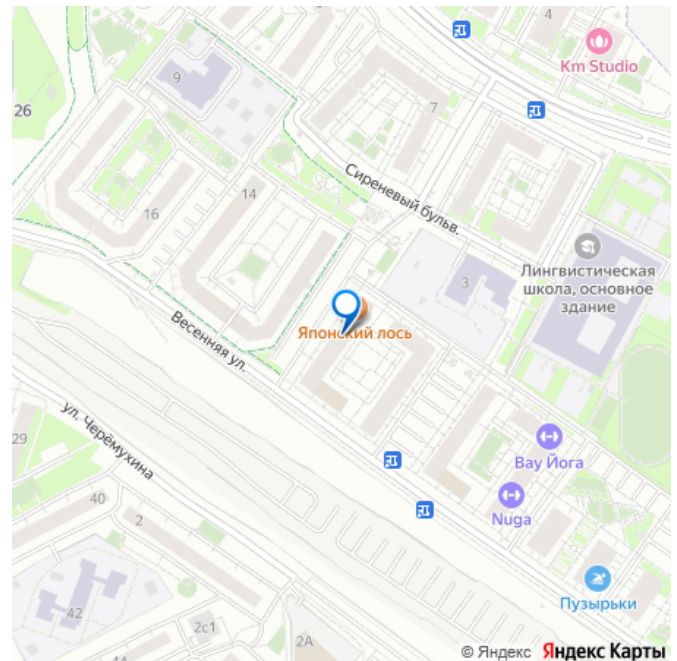 4
Km Studio
9
26
7
Сиреневый бульв.
14
16
3
Лингвистическая
школа, основное
здание
Японский лось
Весенняя ул.
ул. Черёмухина
29
Вау Йога
40
Nuga
2
Пузырьки
42
2с1
44
2А
© Яндекс Яндекс Карты